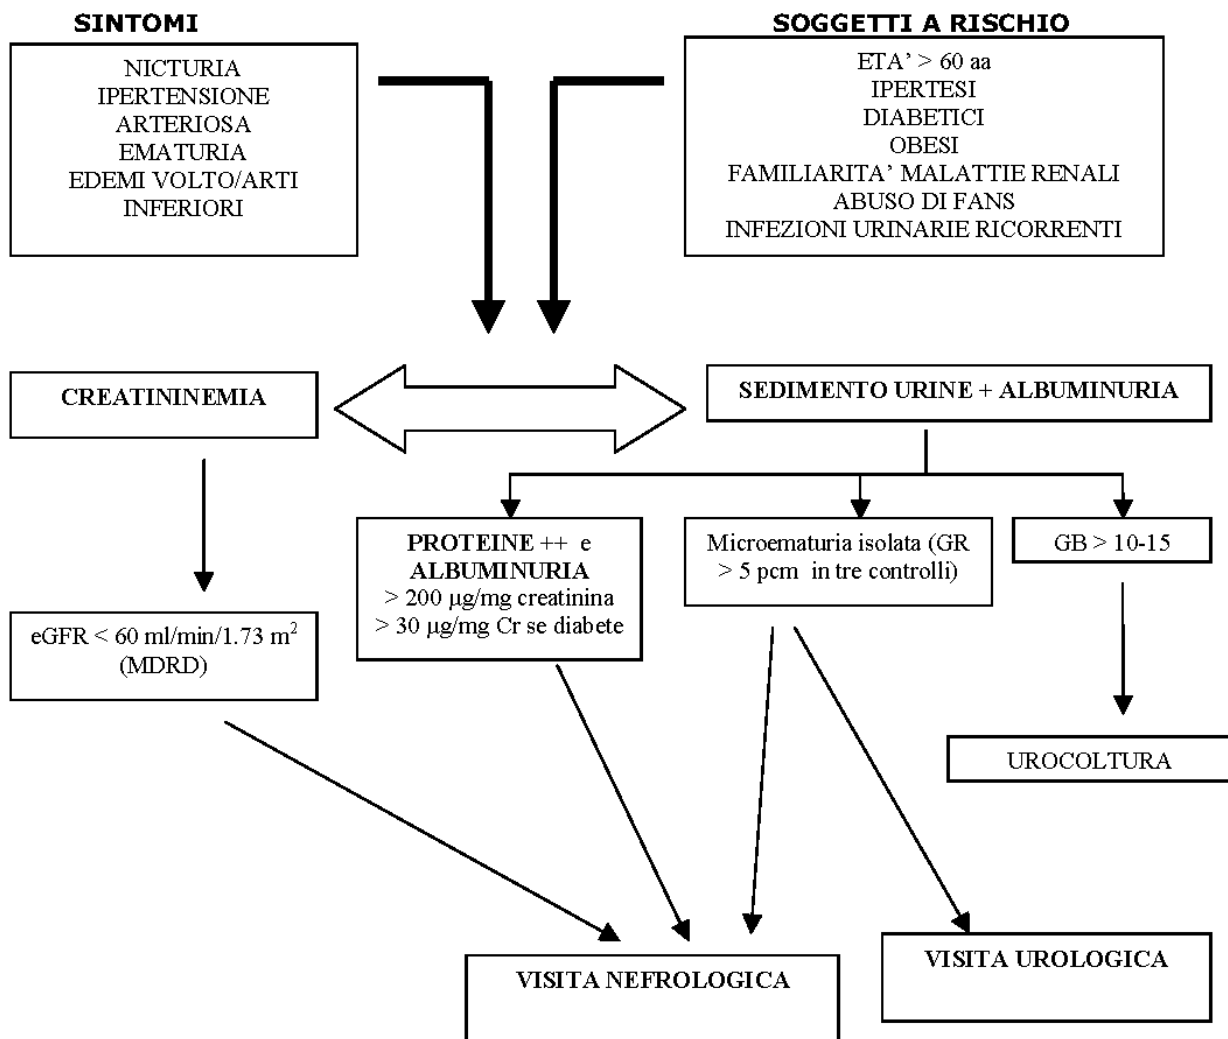 SINTOMI
NICTURIA
IPERTENSIONE
ARTERIOSA
EMATURIA
EDEMI VOLTO/ARTI
INFERIORI
SOGGETTI A RISCHIO
ETA’ > 60 aa
IPERTESI
DIABETICI
OBESI
FAMILIARITA’ MALATTIE RENALI
ABUSO DI FANS
INFEZIONI URINARIE RICORRENTI
CREATININEMIA
SEDIMENTO URINE + ALBUMINURIA
eGFR < 60 ml/min/1.73 m²
(MDRD)
PROTEINE ++ e
ALBUMINURIA
> 200 µg/mg creatinina
> 30 µg/mg Cr se diabete
Microematuria isolata (GR
> 5 pcm in tre controlli)
GB > 10-15
UROCOLTURA
VISITA NEFROLOGICA
VISITA UROLOGICA